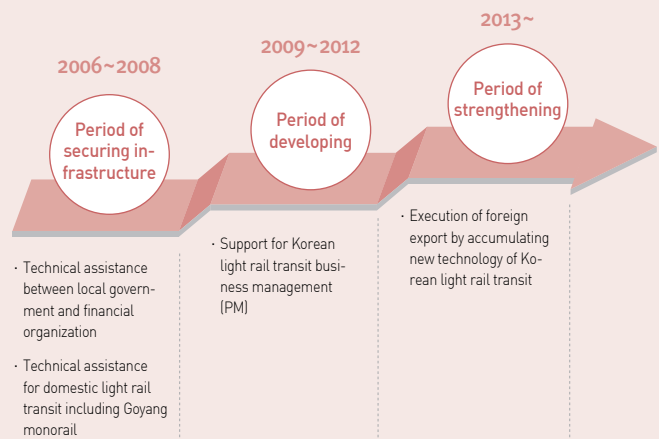 2006~2008
Period of
securing in-
frastructure
· Technical assistance
between local govern-
ment and financial
organization
· Technical assistance
for domestic light rail
transit including Goyang
monorail
2009~2012
Period of
developing
· Support for Korean
light rail transit busi-
ness management
(PM)
2013~
Period of
strengthening
· Execution of foreign
export by accumulating
new technology of Ko-
rean light rail transit